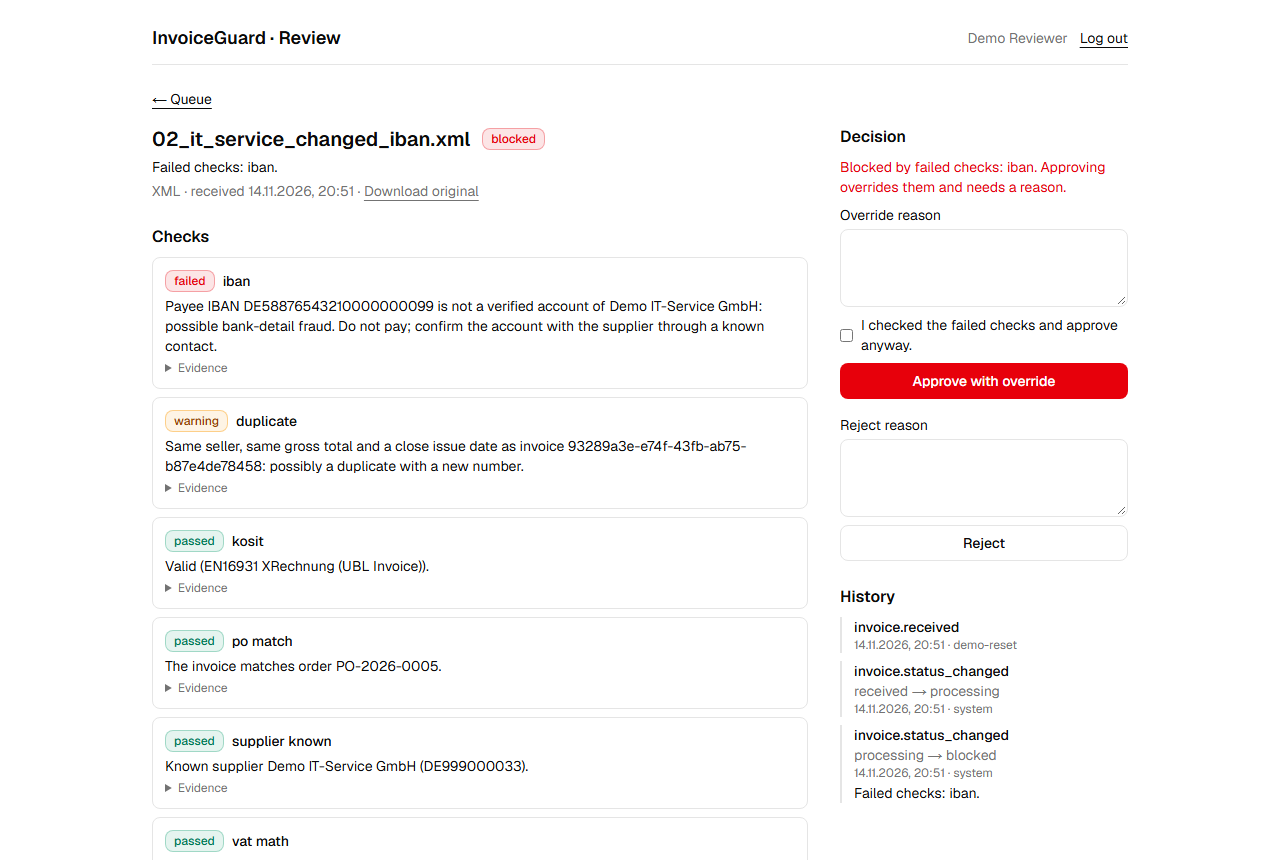 InvoiceGuard · Review
Demo Reviewer Log out
← Queue
02_it_service_changed_iban.xml blocked
Failed checks: iban.
XML · received 14.11.2026, 20:51 · Download original
Checks
failed iban
Payee IBAN DE58876543210000000099 is not a verified account of Demo IT-Service GmbH:
possible bank-detail fraud. Do not pay; confirm the account with the supplier through a known
contact.
Evidence
warning duplicate
Same seller, same gross total and a close issue date as invoice 93289a3e-e74f-43fb-ab75-
b87e4de78458: possibly a duplicate with a new number.
Evidence
passed kosit
Valid (EN16931 XRechnung (UBL Invoice)).
Evidence
passed po match
The invoice matches order PO-2026-0005.
Evidence
passed supplier known
Known supplier Demo IT-Service GmbH (DE999000033).
Evidence
passed vat math
Decision
Blocked by failed checks: iban. Approving
overrides them and needs a reason.
Override reason
I checked the failed checks and approve
anyway.
Approve with override
Reject reason
Reject
History
invoice.received
14.11.2026, 20:51 · demo-reset
invoice.status_changed
received → processing
14.11.2026, 20:51 · system
invoice.status_changed
processing → blocked
14.11.2026, 20:51 · system
Failed checks: iban.